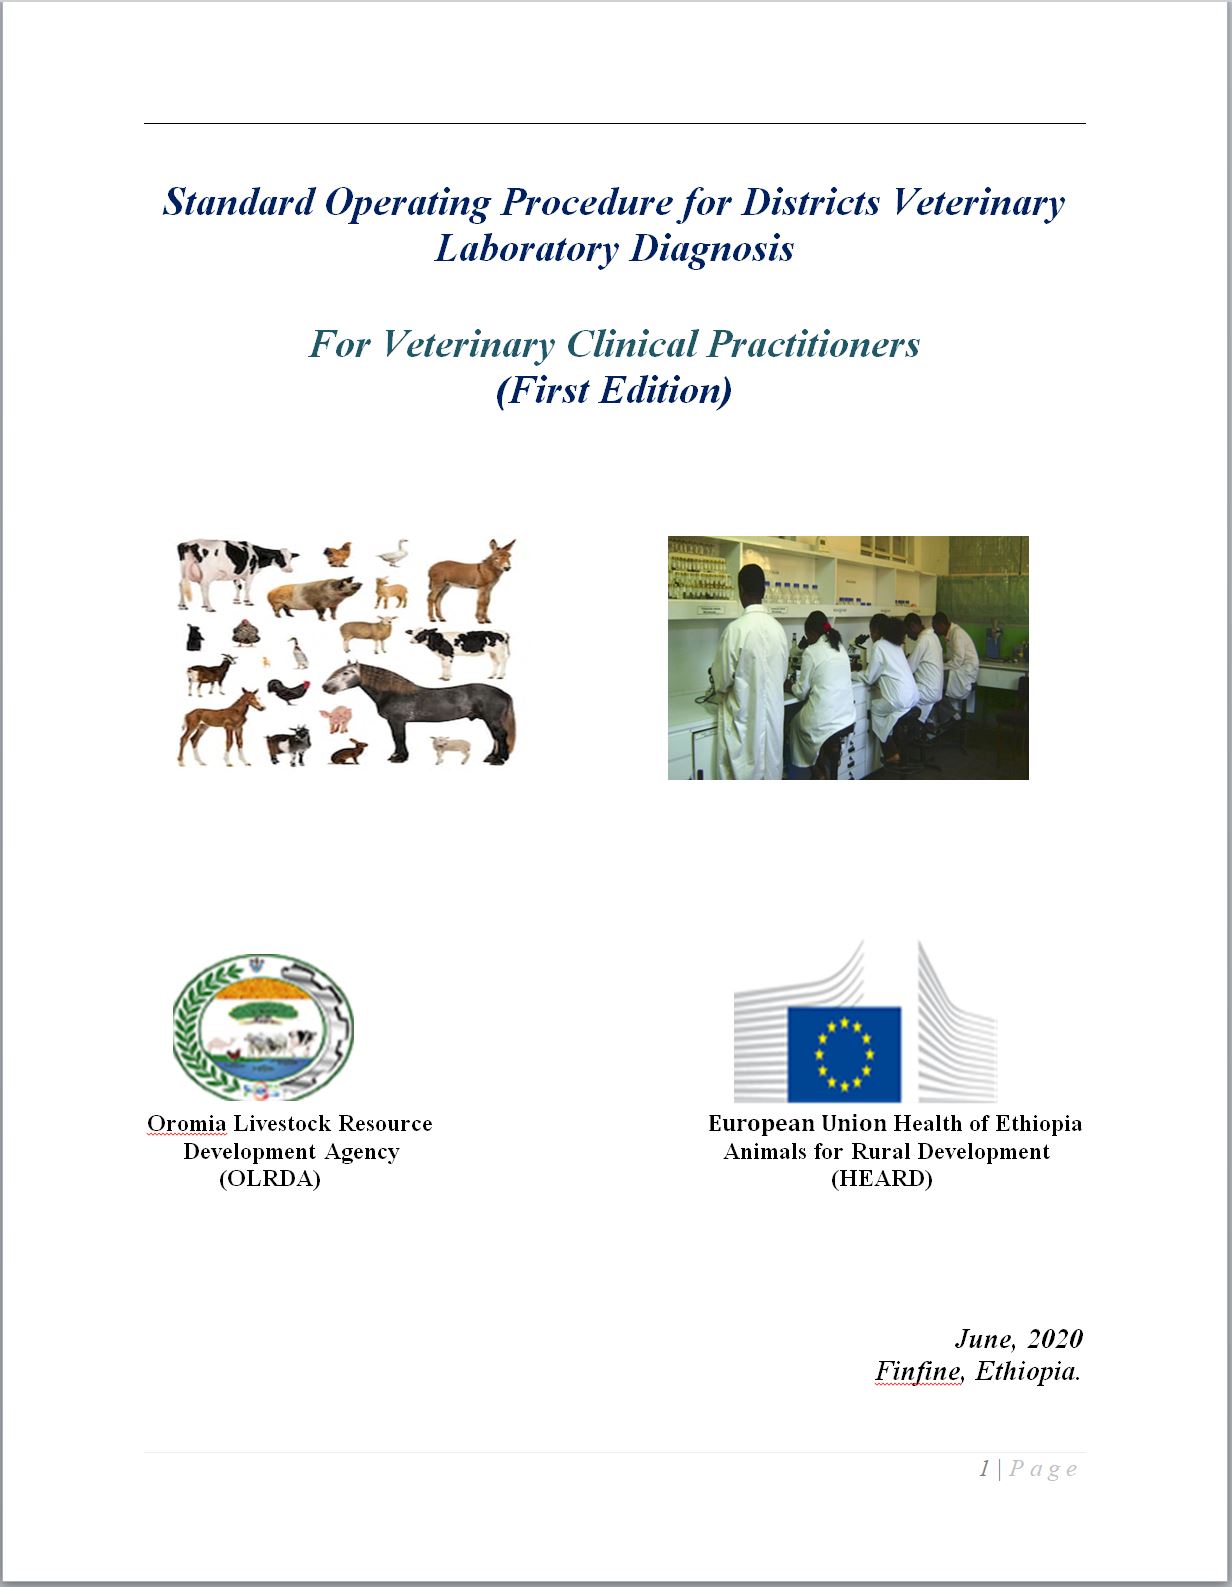 Standard Operating Procedure for Districts Veterinary
Laboratory Diagnosis
For Veterinary Clinical Practitioners
(First Edition)
Oromia Livestock Resource
Development Agency
(OLRDA)
European Union Health of Ethiopia
Animals for Rural Development
(HEARD)
June, 2020
Finfine, Ethiopia.
1 | P a g e